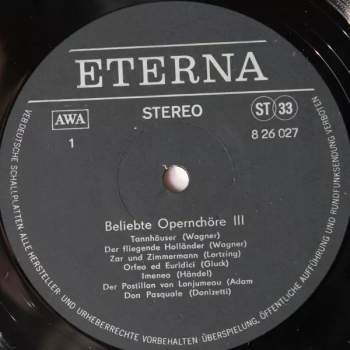 ETERNA
STEREO
AWA
1
ST 33
8 26 027
Beliebte Opernchöre III
Tannhäuser (Wagner)
Der fliegende Holländer (Wagner)
Zar und Zimmermann (Lortzing)
Orfeo ed Euridici (Gluck)
Imeneo (Händel)
Der Postillon von Lonjumeau (Adam
Don Pasquale (Donizetti)
VEB DEUTSCHE SCHALLPLATTEN ALLE HERSTELLER- UND URHEBERRECHTE VORBEHALTEN · ÜBERSPIELUNG, ÖFFENTLICHE AUFFÜHRUNG UND RUNDFUNKSENDUNG VERBOTEN